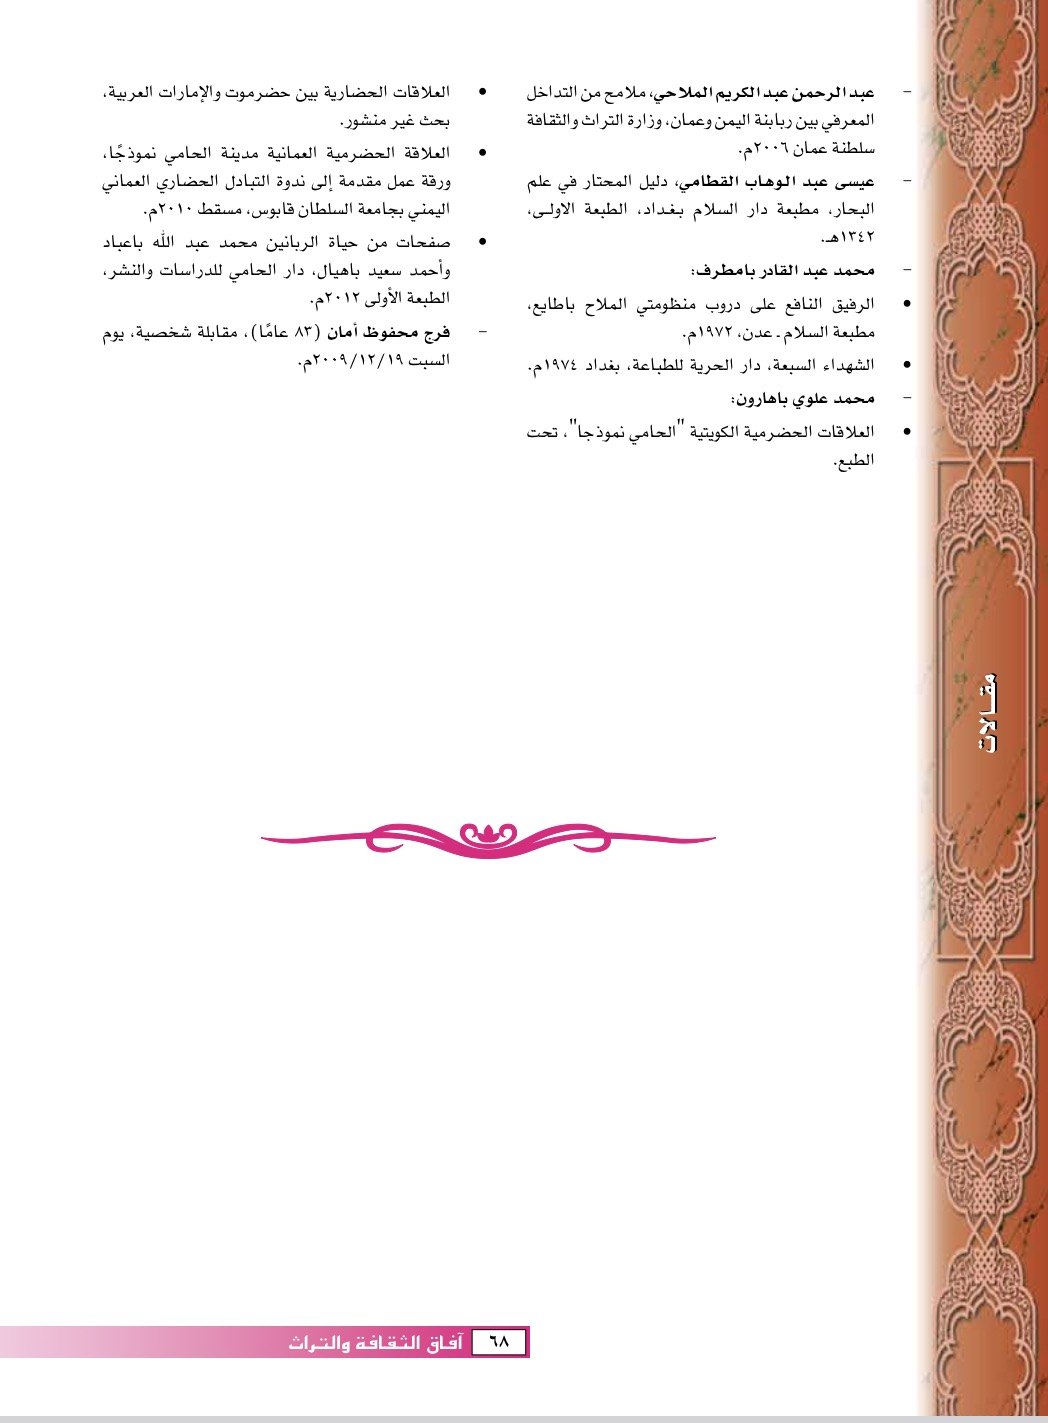 – عبد الرحمن عبد الكريم الملاحي، ملامح من التداخل
المعرفي بين ربابنة اليمن وعمان، وزارة التراث والثقافة
سلطنة عمان ٢٠٠٦م.
– عيسى عبد الوهاب القطامي، دليل المحتار في علم
البحار، مطبعة دار السلام بغداد، الطبعة الاولى،
١٣٤٢هـ.
– محمد عبد القادر بامطرف:
• الرفيق النافع على دروب منظومتي الملاح باطايع،
مطبعة السلام ـ عدن، ١٩٧٢م.
• الشهداء السبعة، دار الحرية للطباعة، بغداد ١٩٧٤م.
– محمد علوي باهارون:
• العلاقات الحضرمية الكويتية "الحامي نموذجا"، تحت
الطبع.
• العلاقات الحضارية بين حضرموت والإمارات العربية،
بحث غير منشور.
• العلاقة الحضرمية العمانية مدينة الحامي نموذجًا،
ورقة عمل مقدمة إلى ندوة التبادل الحضاري العماني
اليمني بجامعة السلطان قابوس، مسقط ٢٠١٠م.
• صفحات من حياة الربانين محمد عبد الله باعباد
وأحمد سعيد باهيال، دار الحامي للدراسات والنشر،
الطبعة الأولى ٢٠١٢م.
– فرج محفوظ أمان (٨٣ عامًا)، مقابلة شخصية، يوم
السبت ٢٠٠٩/١٢/١٩م.
مقـالات
٦٨ آفاق الثقافة والتراث